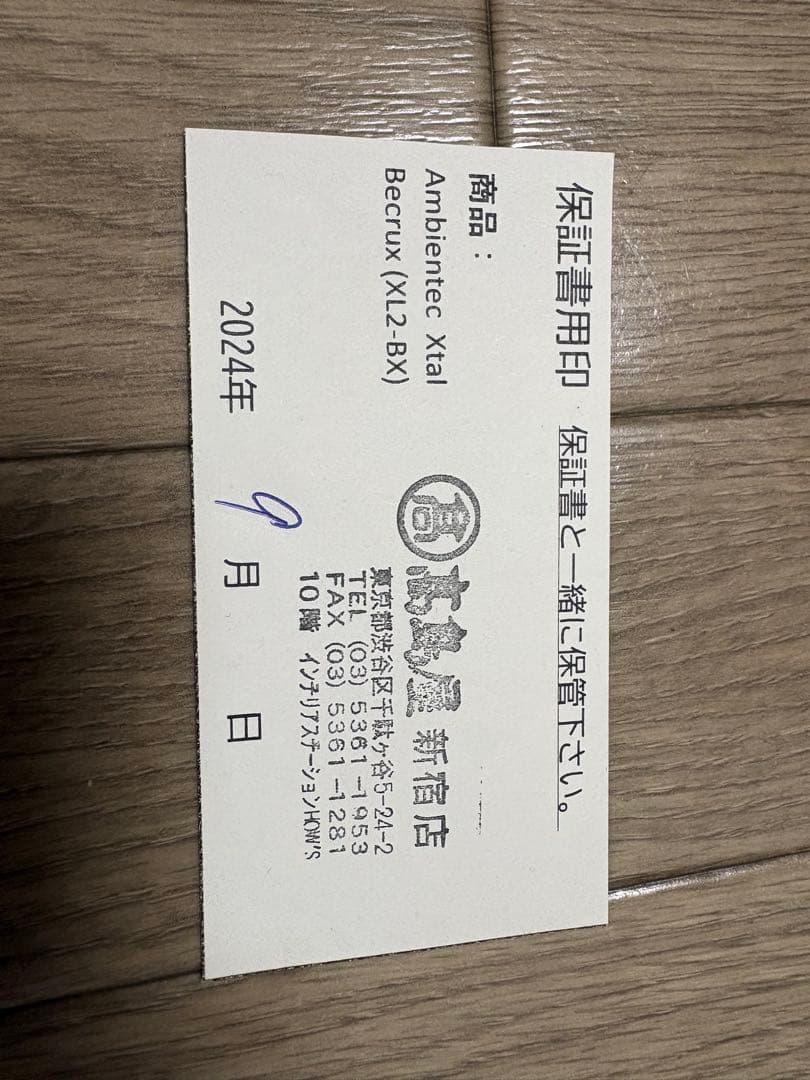 保証書用印 保証書と一緒に保管下さい。
商品:
Ambientec Xtal
Becrux (XL2-BX)
髙 髙島屋 新宿店
東京都渋谷区千駄ケ谷5-24-2
TEL (03) 5361-1953
FAX (03) 5361-1281
10階 インテリアステーションHOW'S
2024年 9月 日